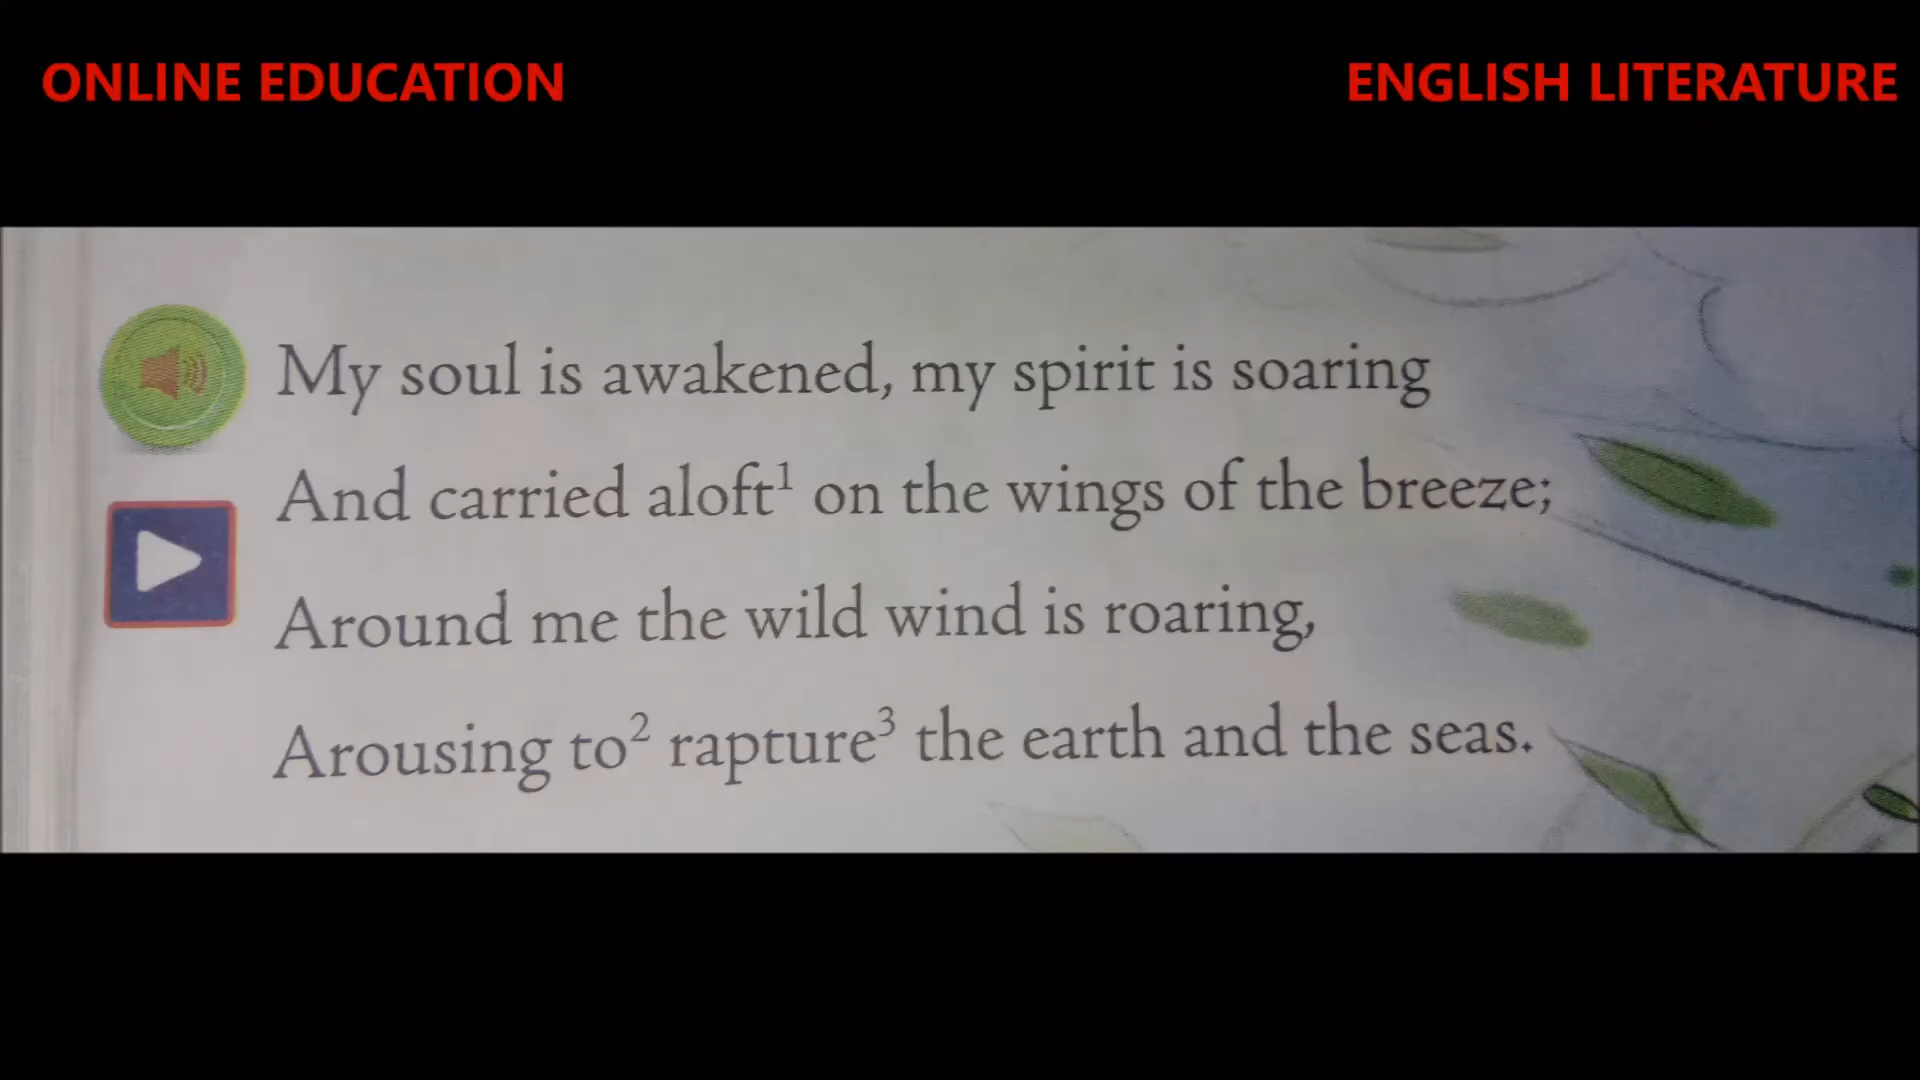 ONLINE EDUCATION
ENGLISH LITERATURE
My soul is awakened, my spirit is soaring
And carried aloft¹ on the wings of the breeze;
Around me the wild wind is roaring,
Arousing to² rapture³ the earth and the seas.